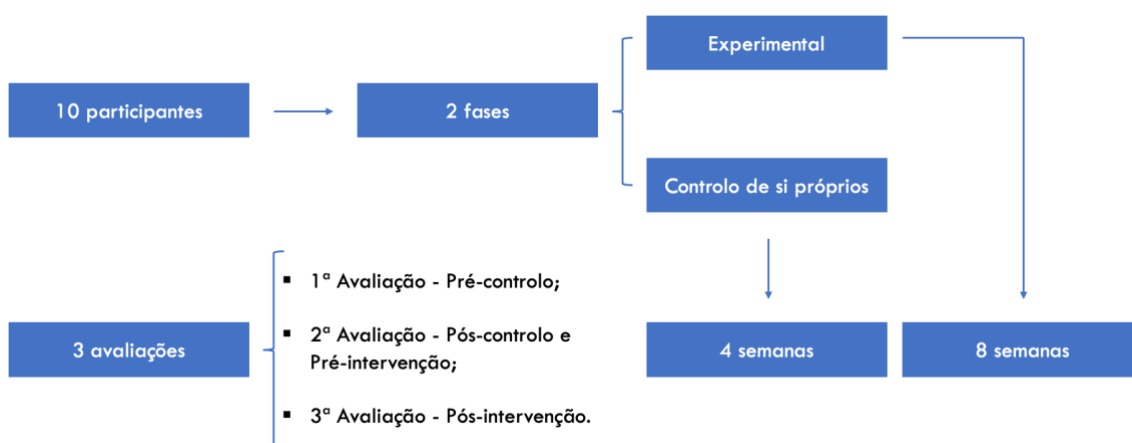 10 participantes
2 fases
Experimental
Controlo de si próprios
3 avaliações
▪ 1ª Avaliação - Pré-controlo;
▪ 2ª Avaliação - Pós-controlo e
Pré-intervenção;
▪ 3ª Avaliação - Pós-intervenção.
4 semanas
8 semanas